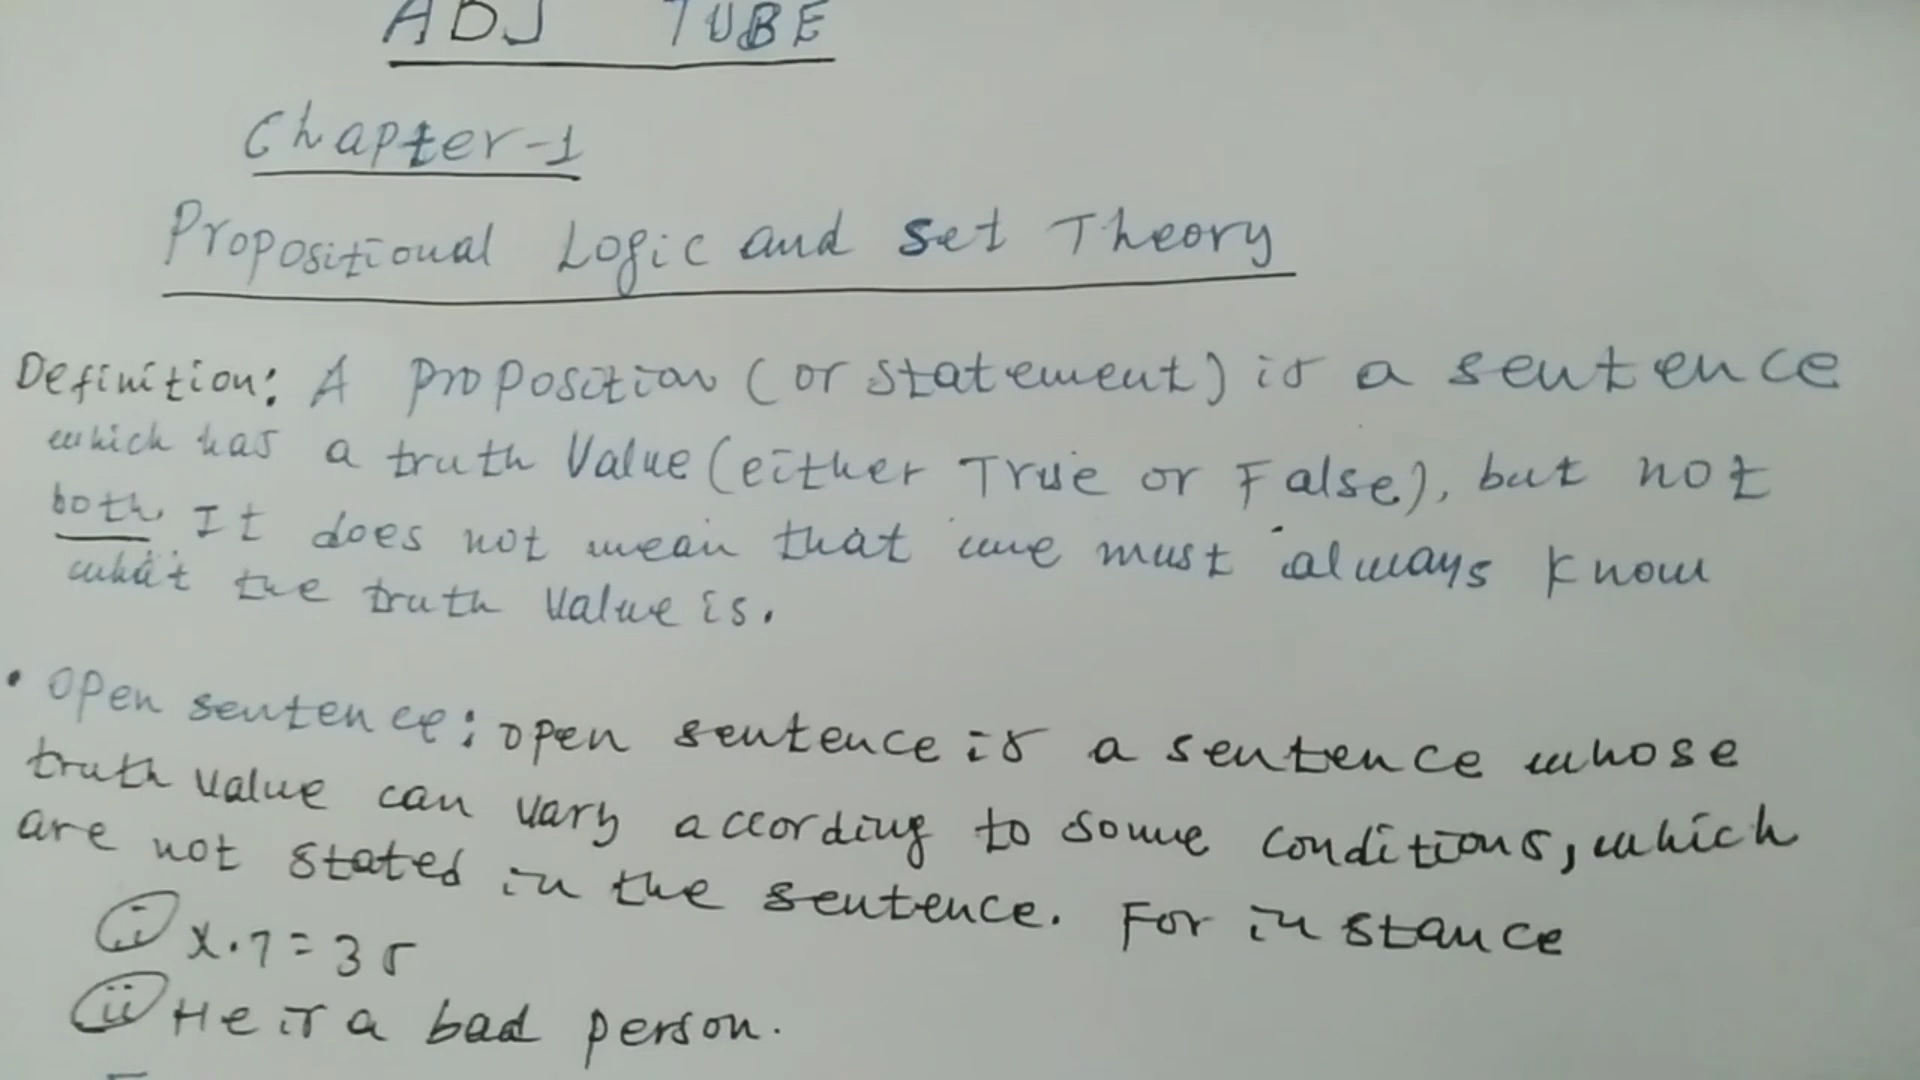 ADJ TUBE
Chapter-1
Propositional Logic and set Theory
Definition: A proposition (or statement) is a sentence
which has a truth Value (either True or False), but not
both. It does not mean that we must always know
what the truth value is.
• open sentence: open sentence is a sentence whose
truth value can vary according to some conditions, which
are not stated in the sentence. For instance
(i) x.7=35
(ii) He is a bad person.